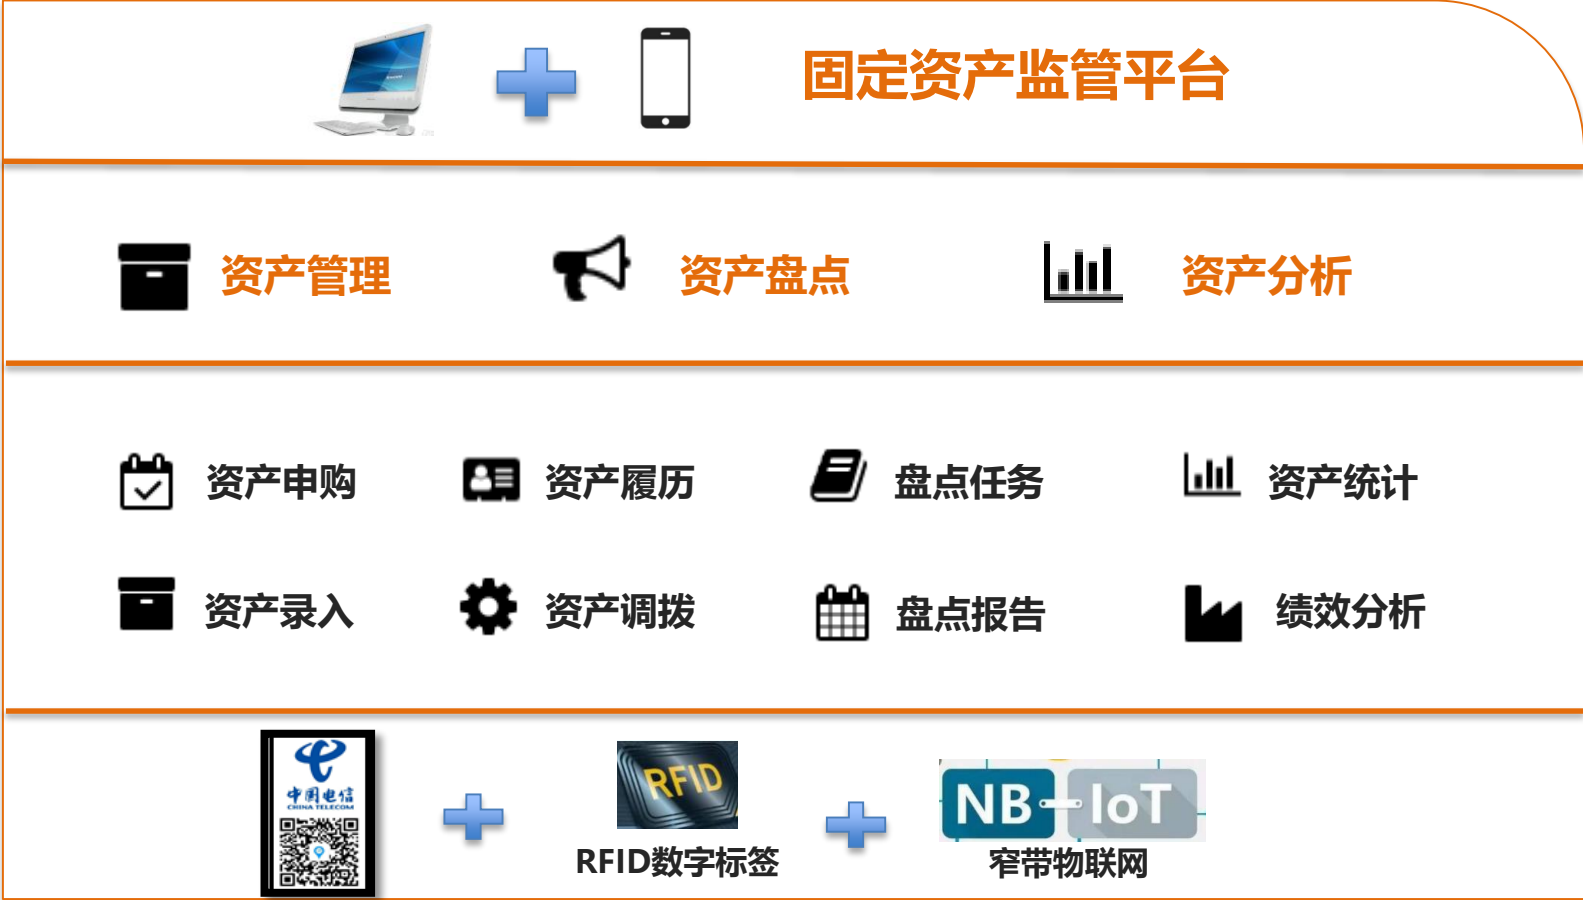 固定资产监管平台
资产管理
资产盘点
资产分析
资产申购
资产履历
盘点任务
资产统计
资产录入
资产调拨
盘点报告
绩效分析
中国电信
CHINA TELECOM
RFID
NB-IoT
RFID数字标签
窄带物联网